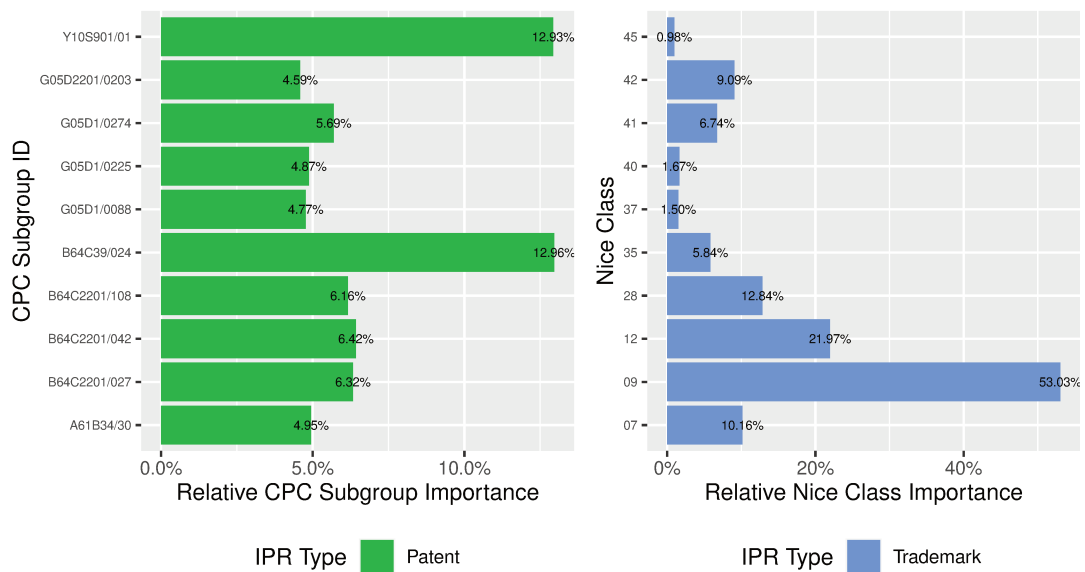 CPC Subgroup ID
Y10S901/01 12.93%
G05D2201/0203 4.59%
G05D1/0274 5.69%
G05D1/0225 4.87%
G05D1/0088 4.77%
B64C39/024 12.96%
B64C2201/108 6.16%
B64C2201/042 6.42%
B64C2201/027 6.32%
A61B34/30 4.95%
0.0% 5.0% 10.0%
Relative CPC Subgroup Importance
IPR Type Patent
Nice Class
45 0.98%
42 9.09%
41 6.74%
40 1.67%
37 1.50%
35 5.84%
28 12.84%
12 21.97%
09 53.03%
07 10.16%
0% 20% 40%
Relative Nice Class Importance
IPR Type Trademark